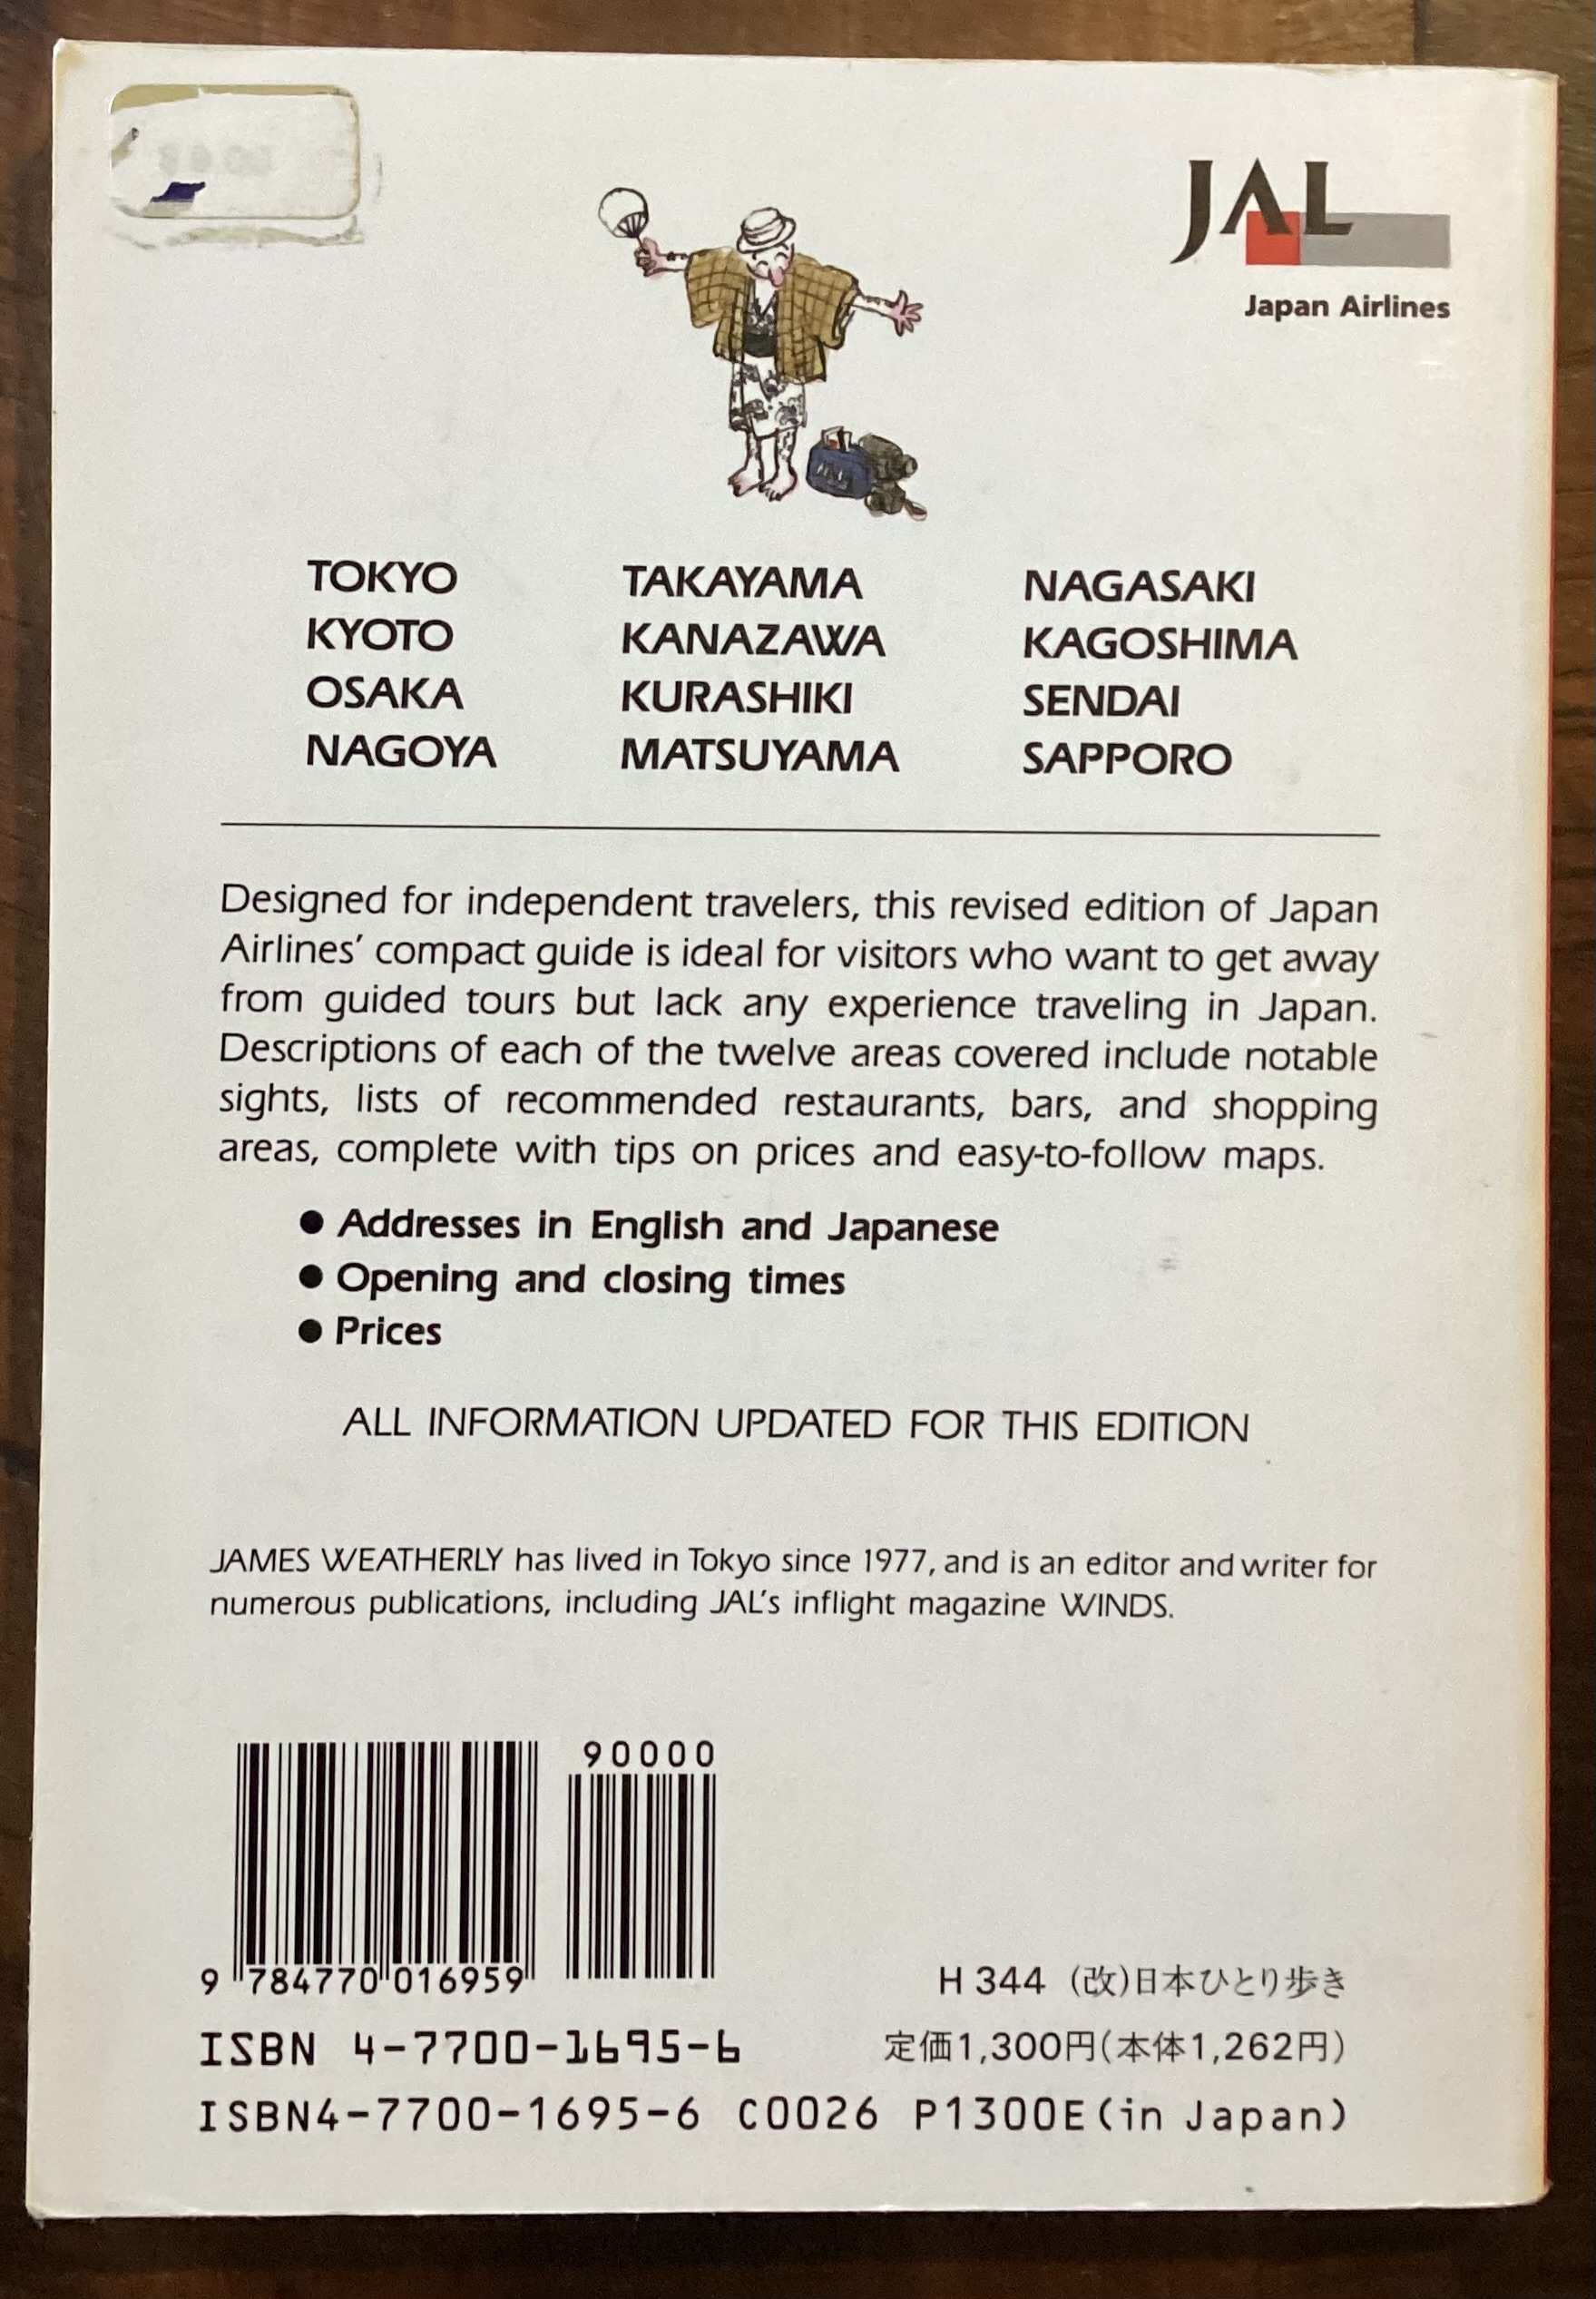 JAL
Japan Airlines
JAL
TOKYO
KYOTO
OSAKA
NAGOYA
TAKAYAMA
KANAZAWA
KURASHIKI
MATSUYAMA
NAGASAKI
KAGOSHIMA
SENDAI
SAPPORO
Designed for independent travelers, this revised edition of Japan
Airlines’ compact guide is ideal for visitors who want to get away
from guided tours but lack any experience traveling in Japan.
Descriptions of each of the twelve areas covered include notable
sights, lists of recommended restaurants, bars, and shopping
areas, complete with tips on prices and easy-to-follow maps.
● Addresses in English and Japanese
● Opening and closing times
● Prices
ALL INFORMATION UPDATED FOR THIS EDITION
JAMES WEATHERLY has lived in Tokyo since 1977, and is an editor and writer for
numerous publications, including JAL’s inflight magazine WINDS.
90000
9 784770 016959
H 344 (改)日本ひとり歩き
ISBN 4-7700-1695-6
定価1,300円(本体1,262円)
ISBN4-7700-1695-6 C0026 P1300E(in Japan)